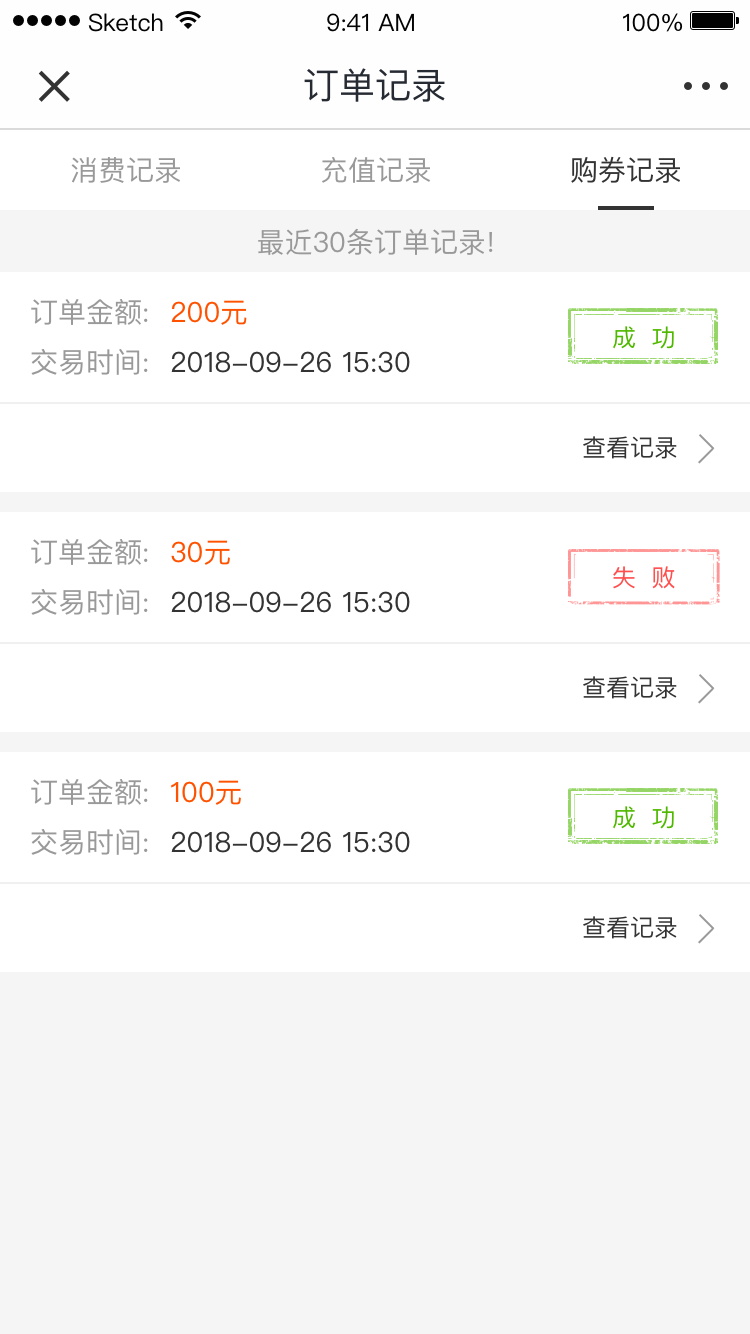 Sketch 9:41 AM 100%
订单记录
消费记录 充值记录 购券记录
最近30条订单记录!
订单金额: 200元
成 功
交易时间: 2018-09-26 15:30
查看记录
订单金额: 30元
失 败
交易时间: 2018-09-26 15:30
查看记录
订单金额: 100元
成 功
交易时间: 2018-09-26 15:30
查看记录